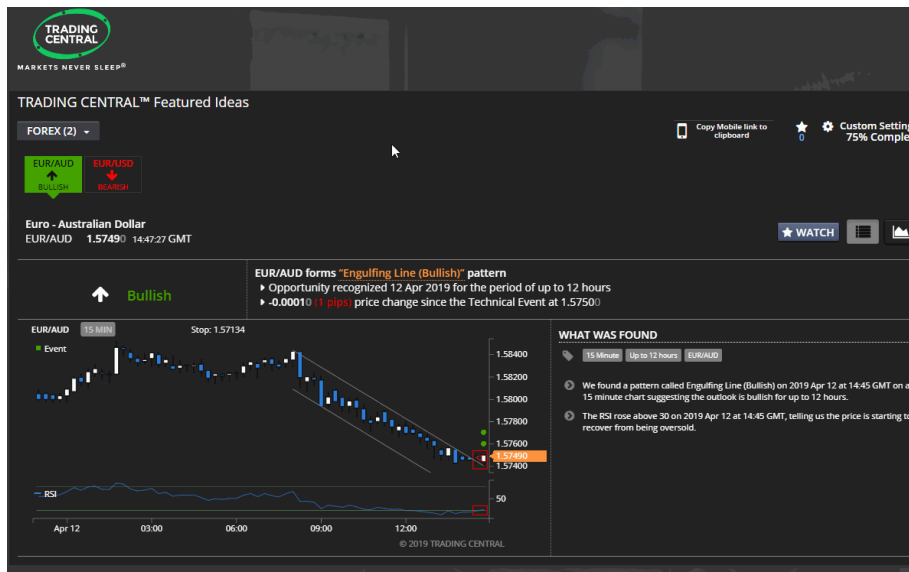 TRADING
CENTRAL
MARKETS NEVER SLEEP®
TRADING CENTRAL™ Featured Ideas
FOREX (2)
Copy Mobile link to
clipboard
0
Custom Setting
75% Comple
EUR/AUD
BULLISH
EUR/USD
BEARISH
Euro - Australian Dollar
EUR/AUD 1.57490 14:47:27 GMT
WATCH
Bullish
EUR/AUD forms "Engulfing Line (Bullish)" pattern
Opportunity recognized 12 Apr 2019 for the period of up to 12 hours
-0.00010 (1 pips) price change since the Technical Event at 1.57500
EUR/AUD 15 MIN Stop: 1.57134
Event
1.58400
1.58200
1.58000
1.57800
1.57600
1.57490
1.57400
RSI
50
Apr 12 03:00 06:00 09:00 12:00
© 2019 TRADING CENTRAL
WHAT WAS FOUND
15 Minute Up to 12 hours EUR/AUD
We found a pattern called Engulfing Line (Bullish) on 2019 Apr 12 at 14:45 GMT on a
15 minute chart suggesting the outlook is bullish for up to 12 hours.
The RSI rose above 30 on 2019 Apr 12 at 14:45 GMT, telling us the price is starting to
recover from being oversold.